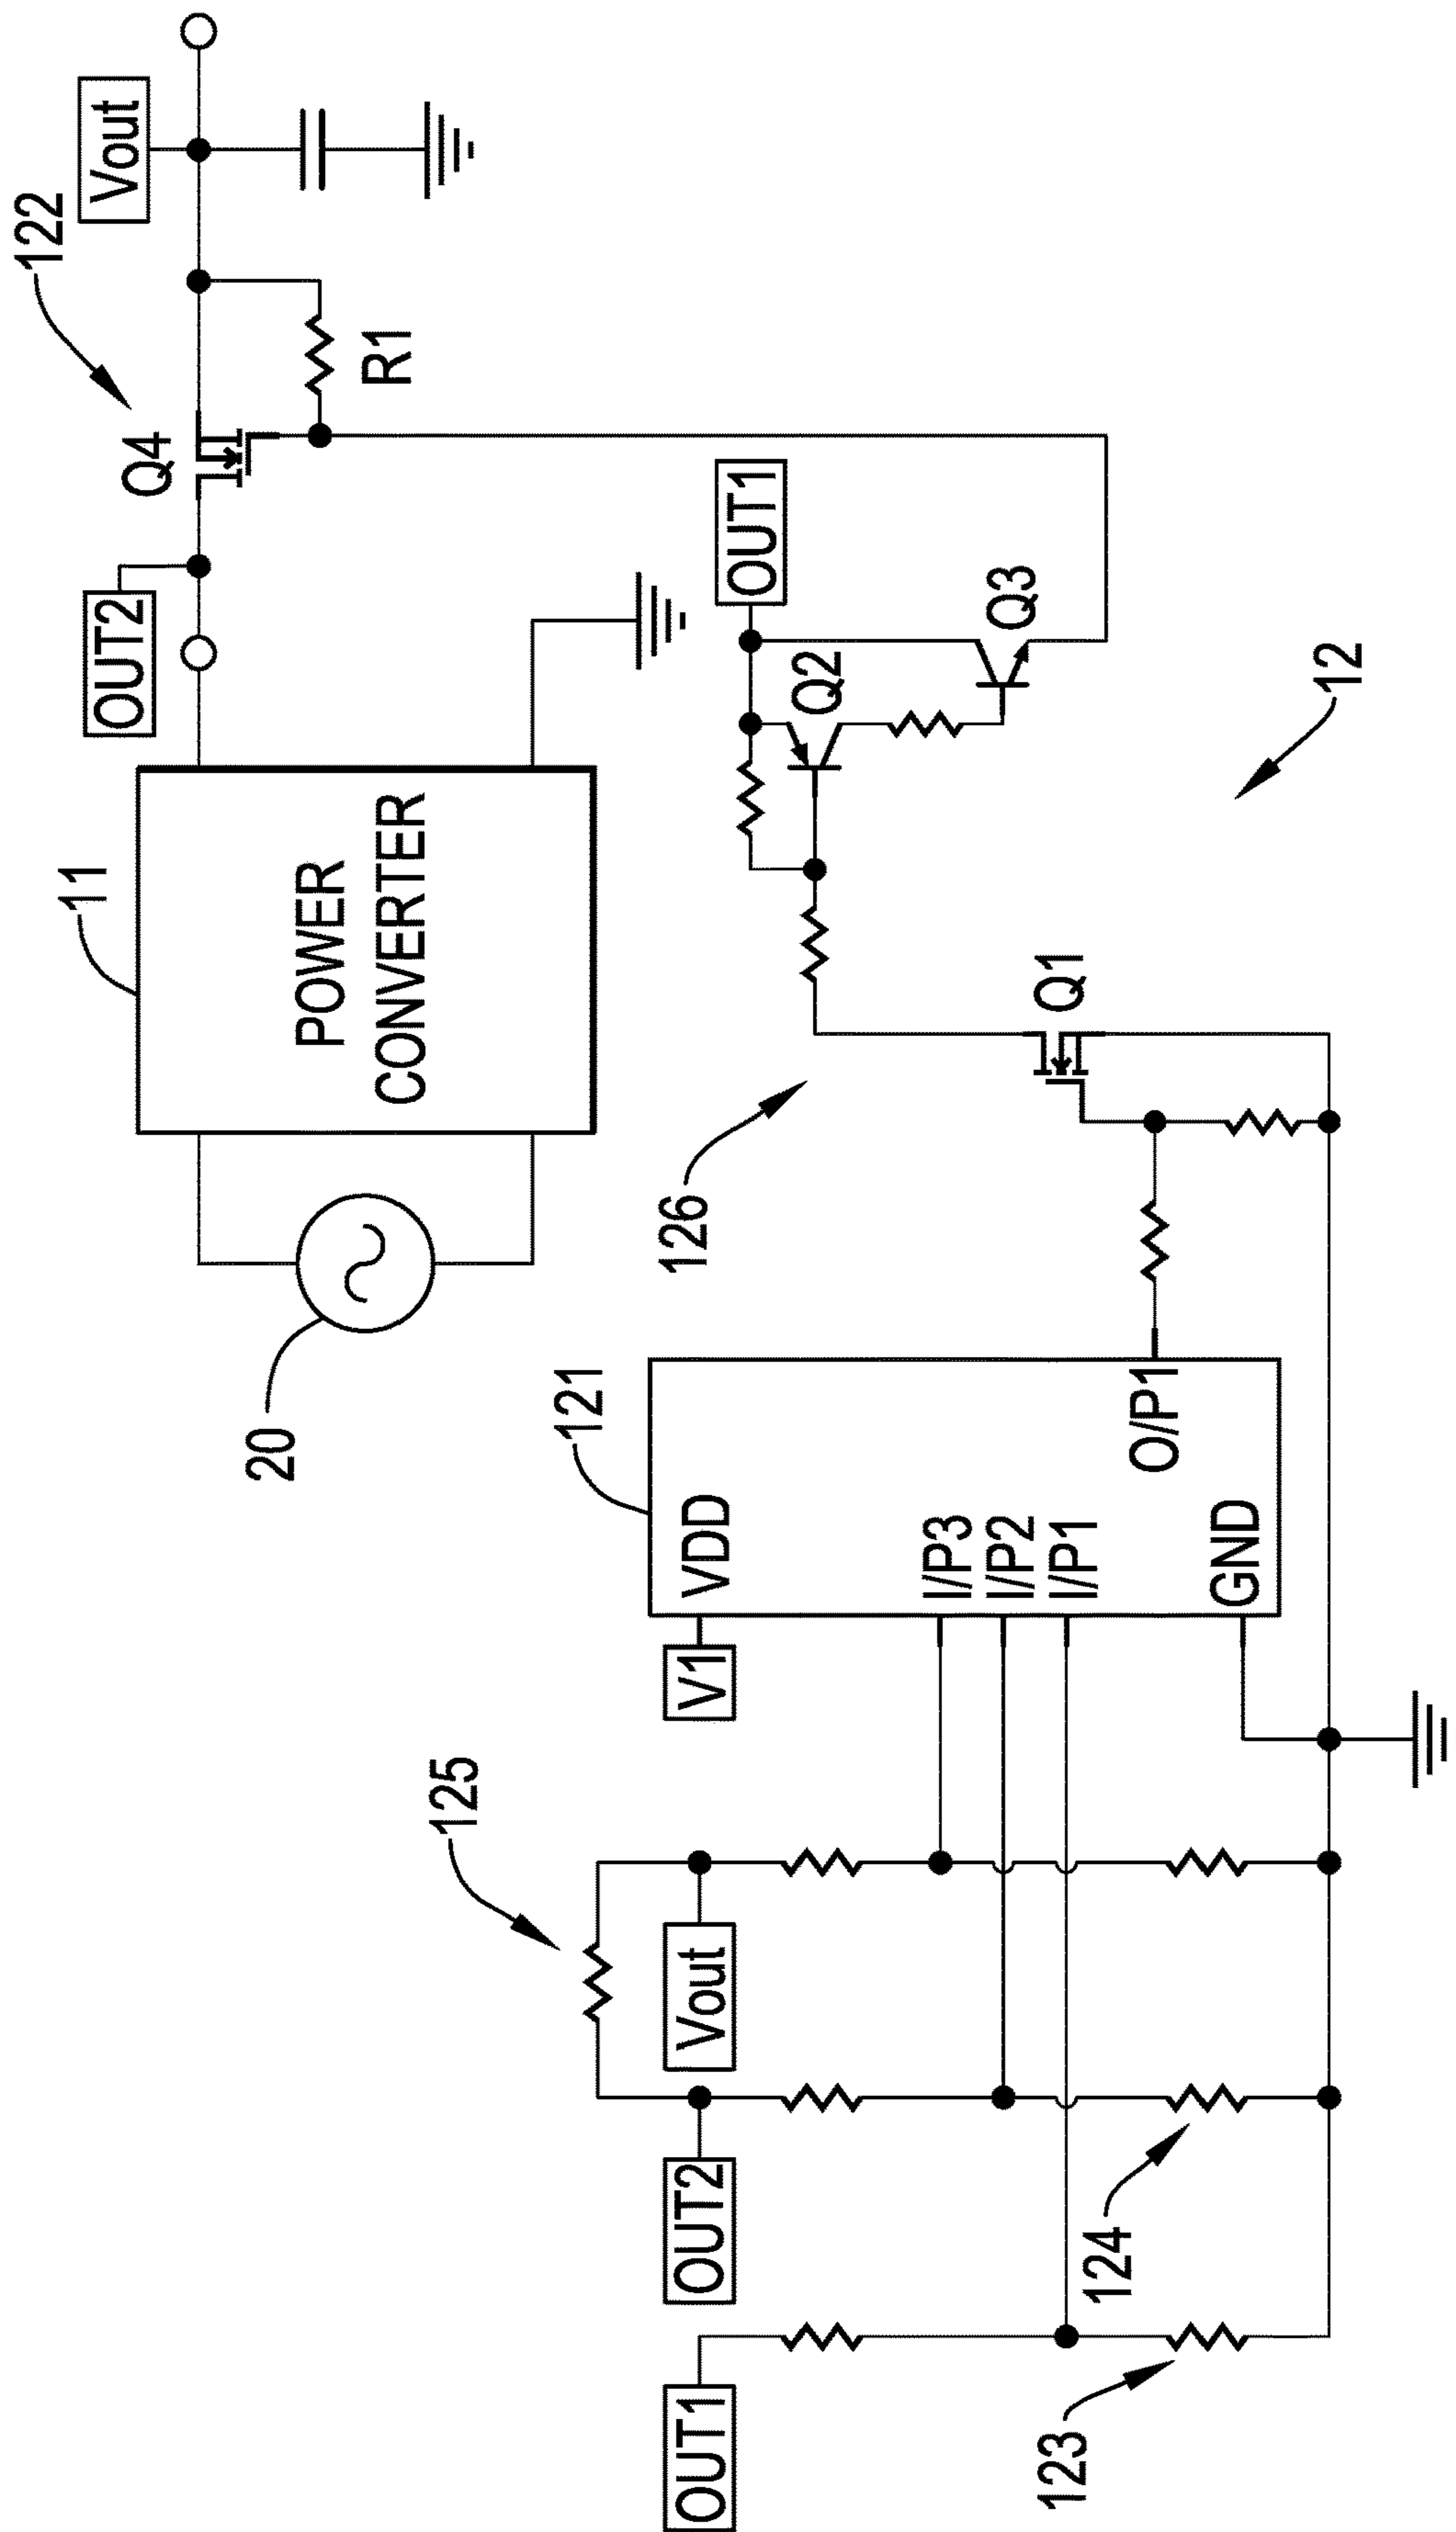 20
11
POWER
CONVERTER
OUT2
Q4
122
R1
Vout
125
121
126
OUT1
Q2
Q3
Q1
12
OUT1
OUT2
Vout
V1
VDD
I/P3
I/P2
I/P1
GND
O/P1
123
124